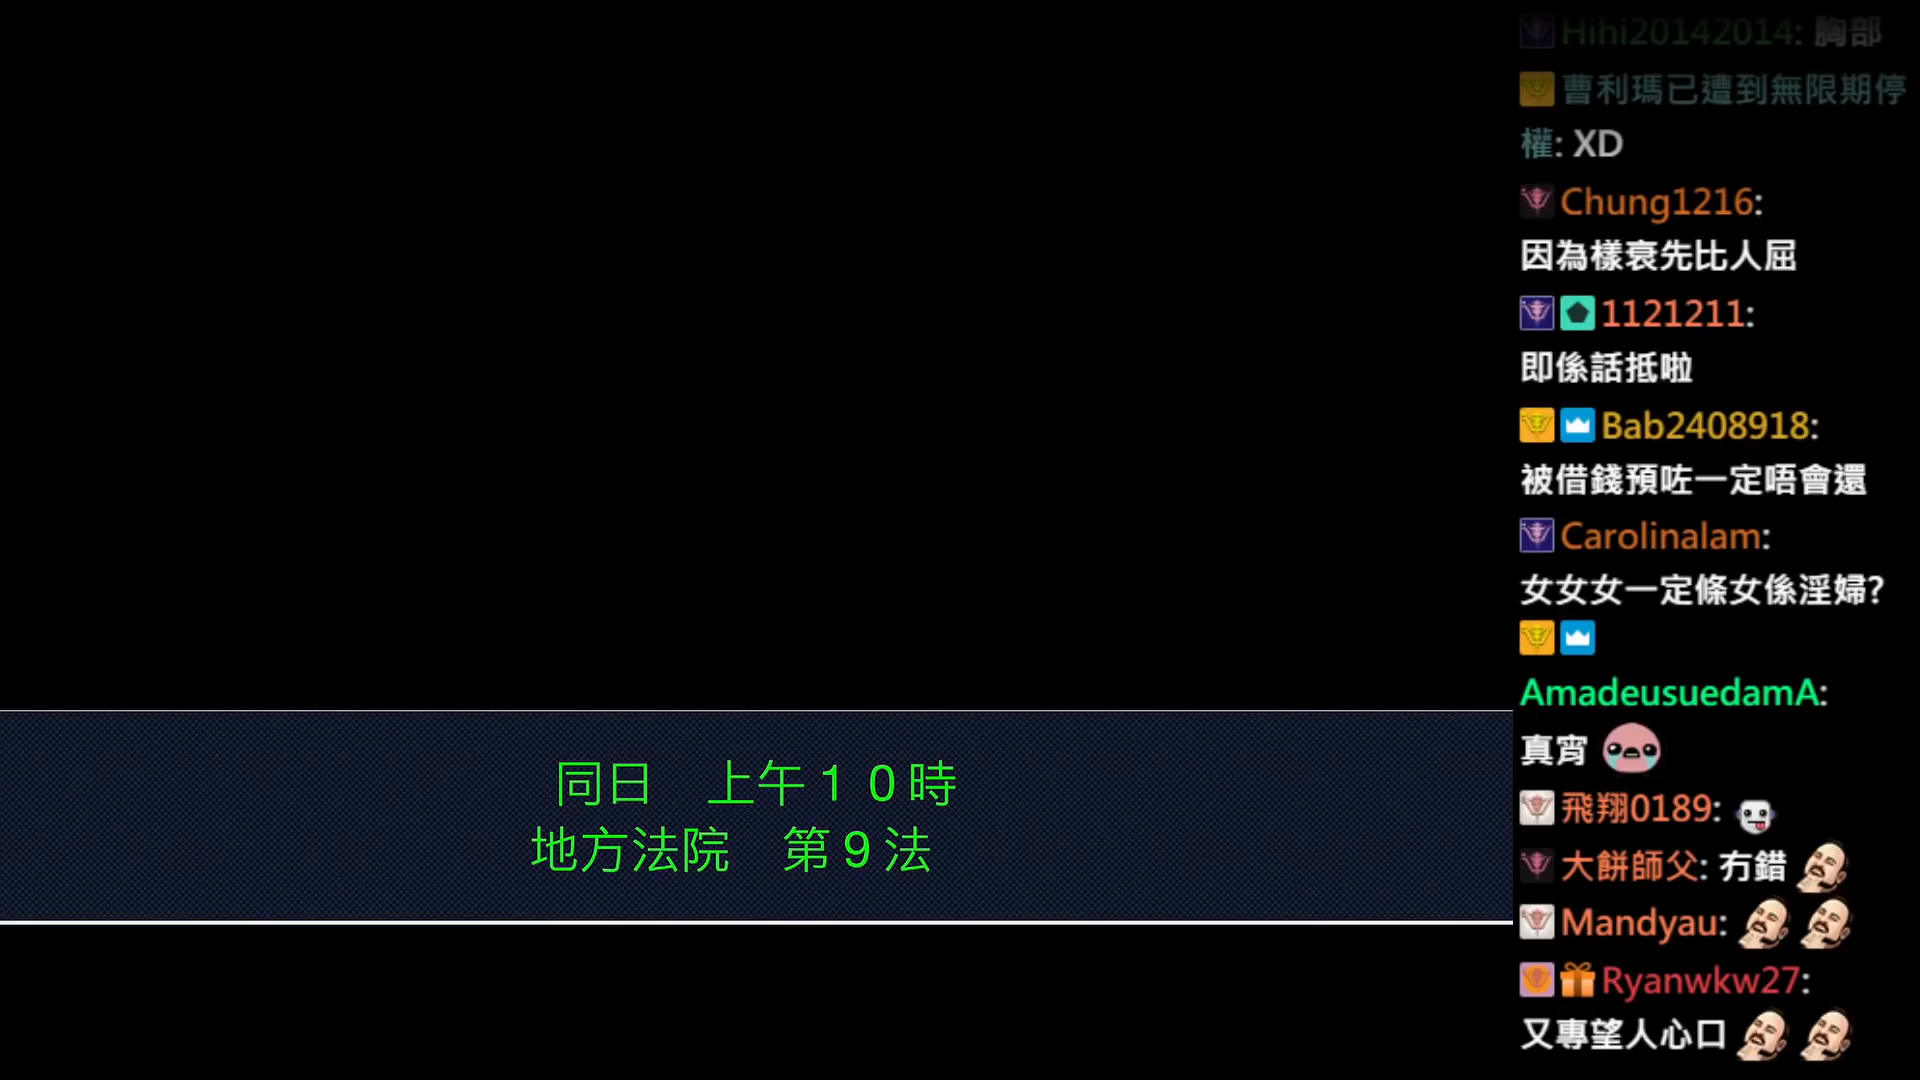 同日　上午１０時
地方法院　第９法
Hihi20142014: 胸部
曹利瑪已遭到無限期停
權: XD
Chung1216:
因為樣衰先比人屈
1121211:
即係話抵啦
Bab2408918:
被借錢預咗一定唔會還
Carolinalam:
女女女一定條女係淫婦?
AmadeusuedamA:
真宵
飛翔0189:
大餅師父: 冇錯
Mandyau:
Ryanwkw27:
又專望人心口